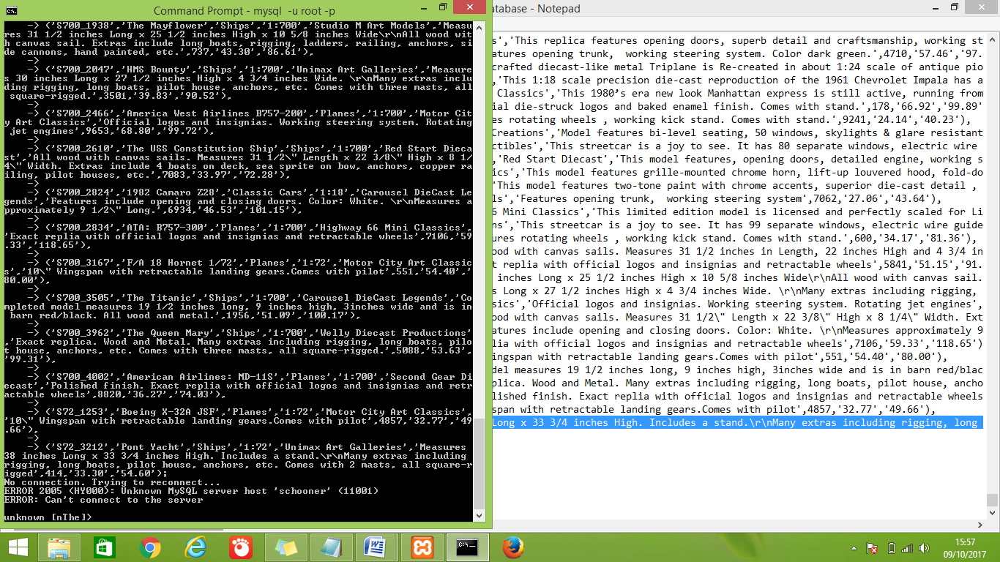 Command Prompt - mysql  -u root -p
    -> ('S700_1938','The Mayflower','Ships','1:700','Studio M Art Models','Measu
res 31 1/2 inches Long x 25 1/2 inches High x 10 5/8 inches Wide\r\nAll wood wit
h canvas sail. Extras include long boats, rigging, ladders, railing, anchors, si
de cannons, hand painted, etc.',737,'43.30','86.61'),
    ->
    -> ('S700_2047','HMS Bounty','Ships','1:700','Unimax Art Galleries','Measure
s 30 inches Long x 27 1/2 inches High x 4 3/4 inches Wide. \r\nMany extras inclu
ding rigging, long boats, pilot house, anchors, etc. Comes with three masts, all
 square-rigged.',3501,'39.83','90.52'),
    ->
    -> ('S700_2466','America West Airlines B757-200','Planes','1:700','Motor Cit
y Art Classics','Official logos and insignias. Working steering system. Rotating
 jet engines',9653,'68.80','99.72'),
    ->
    -> ('S700_2610','The USS Constitution Ship','Ships','1:700','Red Start Dieca
st','All wood with canvas sails. Measures 31 1/2\" Length x 22 3/8\" High x 8 1/
4\" Width. Extras include 4 boats on deck, sea sprite on bow, anchors, copper ra
iling, pilot houses, etc.',7083,'33.97','72.28'),
    ->
    -> ('S700_2824','1982 Camaro Z28','Classic Cars','1:18','Carousel DieCast Le
gends','Features include opening and closing doors. Color: White. \r\nMeasures a
pproximately 9 1/2\" Long.',6934,'46.53','101.15'),
    ->
    -> ('S700_2834','ATA: B757-300','Planes','1:700','Highway 66 Mini Classics',
'Exact replia with official logos and insignias and retractable wheels',7106,'59
.33','118.65'),
    ->
    -> ('S700_3167','F/A 18 Hornet 1/72','Planes','1:72','Motor City Art Classic
s','10\" Wingspan with retractable landing gears.Comes with pilot',551,'54.40','
80.00'),
    ->
    -> ('S700_3505','The Titanic','Ships','1:700','Carousel DieCast Legends','Co
mpleted model measures 19 1/2 inches long, 9 inches high, 3inches wide and is in
 barn red/black. All wood and metal.',1956,'51.09','100.17'),
    ->
    -> ('S700_3962','The Queen Mary','Ships','1:700','Welly Diecast Productions'
,'Exact replica. Wood and Metal. Many extras including rigging, long boats, pilo
t house, anchors, etc. Comes with three masts, all square-rigged.',5088,'53.63',
'99.31'),
    ->
    -> ('S700_4002','American Airlines: MD-11S','Planes','1:700','Second Gear Di
ecast','Polished finish. Exact replia with official logos and insignias and retr
actable wheels',8820,'36.27','74.03'),
    ->
    -> ('S72_1253','Boeing X-32A JSF','Planes','1:72','Motor City Art Classics',
'10\" Wingspan with retractable landing gears.Comes with pilot',4857,'32.77','49
.66'),
    ->
    -> ('S72_3212','Pont Yacht','Ships','1:72','Unimax Art Galleries','Measures
38 inches Long x 33 3/4 inches High. Includes a stand.\r\nMany extras including
rigging, long boats, pilot house, anchors, etc. Comes with 2 masts, all square-r
igged',414,'33.30','54.60');
No connection. Trying to reconnect...
ERROR 2005 (HY000): Unknown MySQL server host 'schooner' (11001)
ERROR: Can't connect to the server

unknown [nThe]>
atabase - Notepad
s','This replica features opening doors, superb detail and craftsmanship, working st
atures opening trunk,  working steering system. Color dark green.',4710,'57.46','97.
crafted diecast-like metal Triplane is Re-created in about 1:24 scale of antique pio
,'This 1:18 scale precision die-cast reproduction of the 1961 Chevrolet Impala has a
 Classics','This 1980’s era new look Manhattan express is still active, running from
ial die-struck logos and baked enamel finish. Comes with stand.',178,'66.92','99.89'
es rotating wheels , working kick stand. Comes with stand.',9241,'24.14','40.23'),
Creations','Model features bi-level seating, 50 windows, skylights & glare resistant
ctibles','This streetcar is a joy to see. It has 80 separate windows, electric wire
,'Red Start Diecast','This model features, opening doors, detailed engine, working s
ics','This model features grille-mounted chrome horn, lift-up louvered hood, fold-do
'This model features two-tone paint with chrome accents, superior die-cast detail ,
ls','Features opening trunk,  working steering system',7062,'27.06','43.64'),
6 Mini Classics','This limited edition model is licensed and perfectly scaled for Li
ns','This streetcar is a joy to see. It has 99 separate windows, electric wire guide
ures rotating wheels , working kick stand. Comes with stand.',600,'34.17','81.36'),
ood with canvas sails. Measures 31 1/2 inches in Length, 22 inches High and 4 3/4 in
t replia with official logos and insignias and retractable wheels',5841,'51.15','91.
 inches Long x 25 1/2 inches High x 10 5/8 inches Wide\r\nAll wood with canvas sail.
s Long x 27 1/2 inches High x 4 3/4 inches Wide. \r\nMany extras including rigging,
sics','Official logos and insignias. Working steering system. Rotating jet engines',
ood with canvas sails. Measures 31 1/2\" Length x 22 3/8\" High x 8 1/4\" Width. Ext
atures include opening and closing doors. Color: White. \r\nMeasures approximately 9
lia with official logos and insignias and retractable wheels',7106,'59.33','118.65')
ingspan with retractable landing gears.Comes with pilot',551,'54.40','80.00'),
del measures 19 1/2 inches long, 9 inches high, 3inches wide and is in barn red/blac
plica. Wood and Metal. Many extras including rigging, long boats, pilot house, ancho
lished finish. Exact replia with official logos and insignias and retractable wheels
span with retractable landing gears.Comes with pilot',4857,'32.77','49.66'),
Long x 33 3/4 inches High. Includes a stand.\r\nMany extras including rigging, long
15:57
09/10/2017